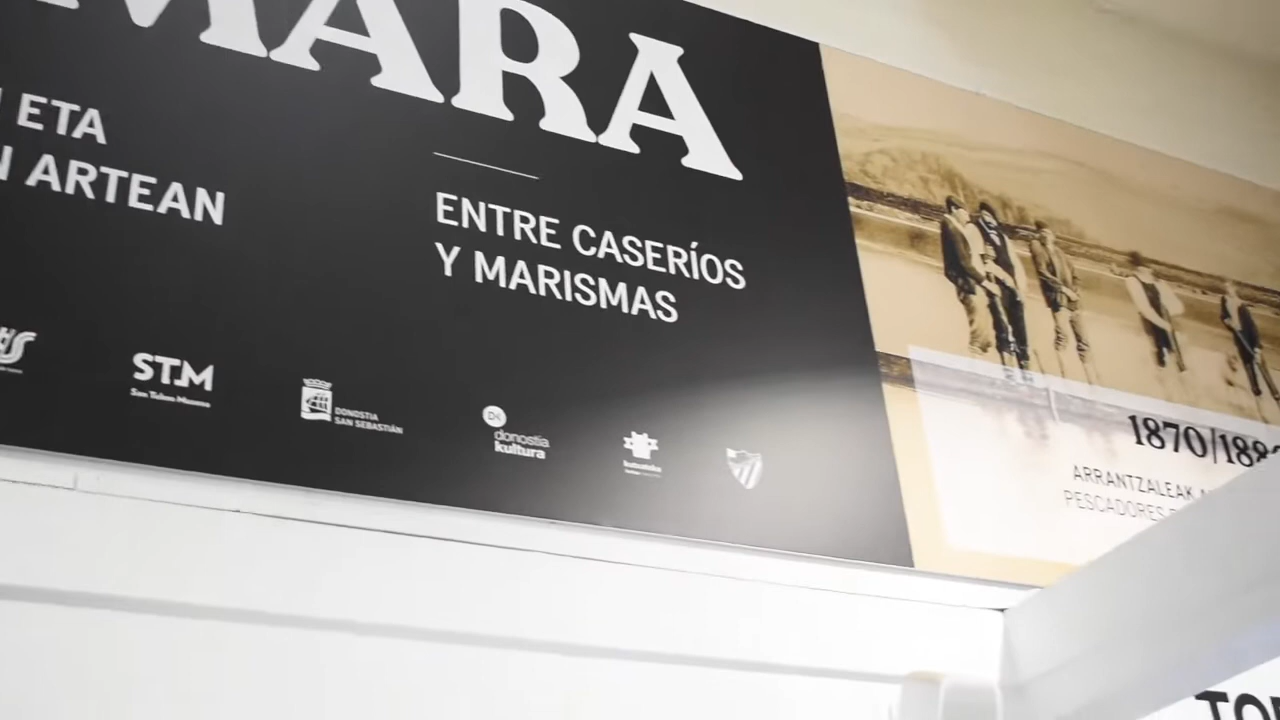 MARA
ETA
ARTEAN
ENTRE CASERÍOS
Y MARISMAS
STM
San Telmo Museoa
DONOSTIA
SAN SEBASTIÁN
DK
donostia
kultura
1870/188
ARRANTZALEAK
PESCADORES